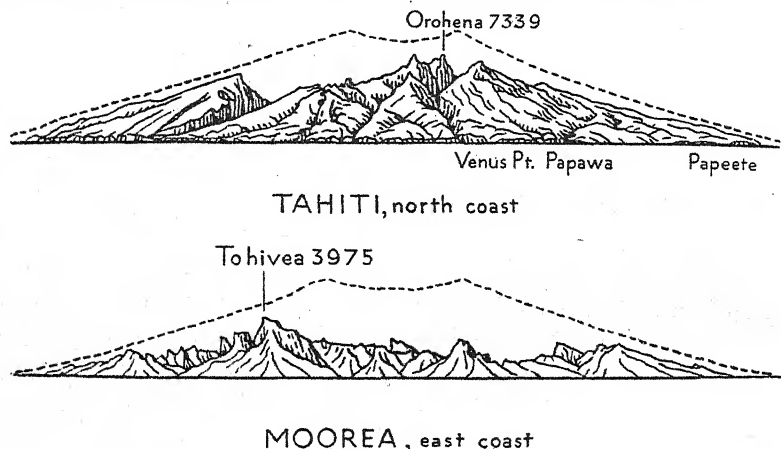 Orohena 7339
Venus Pt. Papawa Papeete
TAHITI, north coast
Tohivea 3975
MOOREA, east coast